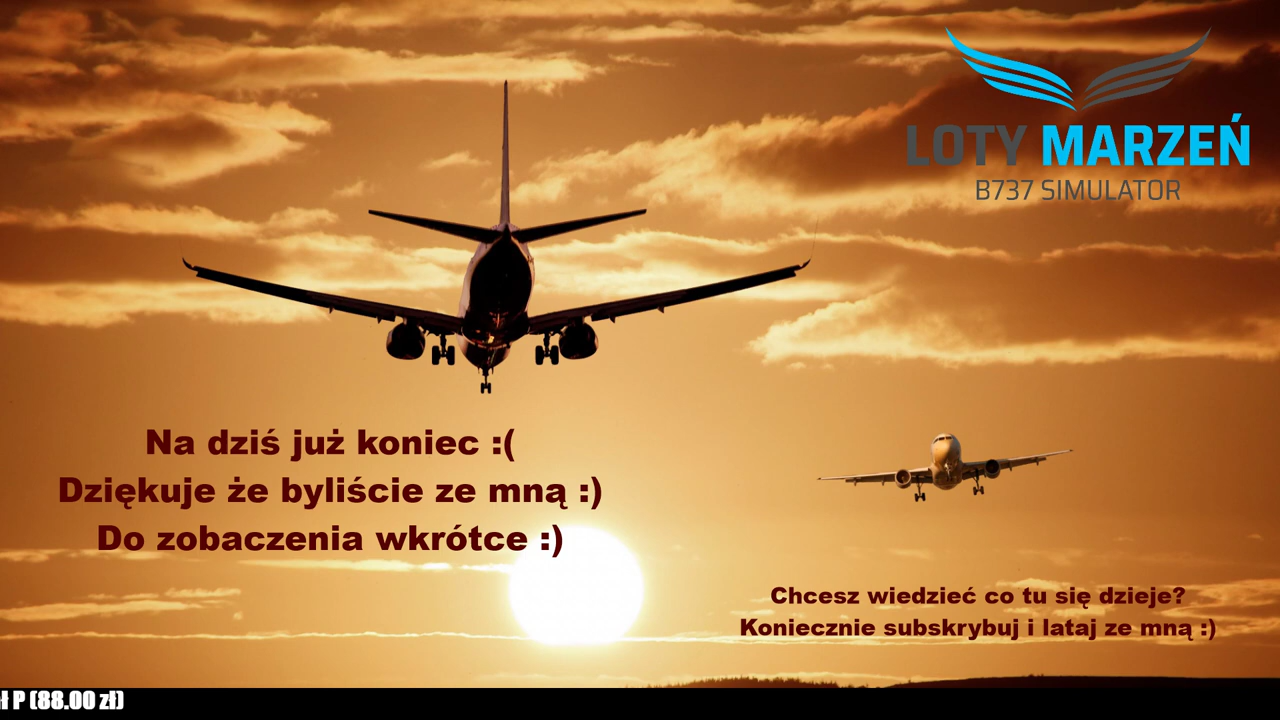 LOTY MARZEŃ
B737 SIMULATOR
Na dziś już koniec :(
Dziękuje że byliście ze mną :)
Do zobaczenia wkrótce :)
Chcesz wiedzieć co tu się dzieje?
Koniecznie subskrybuj i lataj ze mną :)
P (88.00 zł)